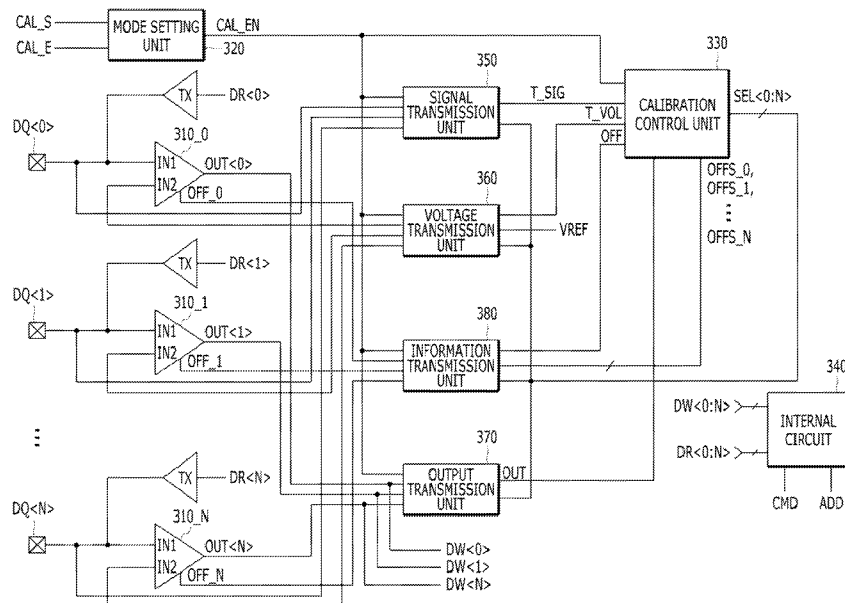 CAL_S
CAL_E
MODE SETTING
UNIT
CAL_EN
320
TX
DR<0>
DQ<0>
310_0
IN1
IN2
OUT<0>
OFF_0
350
SIGNAL
TRANSMISSION
UNIT
T_SIG
T_VOL
OFF
330
CALIBRATION
CONTROL UNIT
SEL<0:N>
OFFS_0,
OFFS_1,
OFFS_N
360
VOLTAGE
TRANSMISSION
UNIT
VREF
TX
DR<1>
DQ<1>
310_1
IN1
IN2
OUT<1>
OFF_1
380
INFORMATION
TRANSMISSION
UNIT
340
DW<0:N>
DR<0:N>
INTERNAL
CIRCUIT
CMD
ADD
370
OUTPUT
TRANSMISSION
UNIT
OUT
TX
DR<N>
DQ<N>
310_N
IN1
IN2
OUT<N>
OFF_N
DW<0>
DW<1>
DW<N>